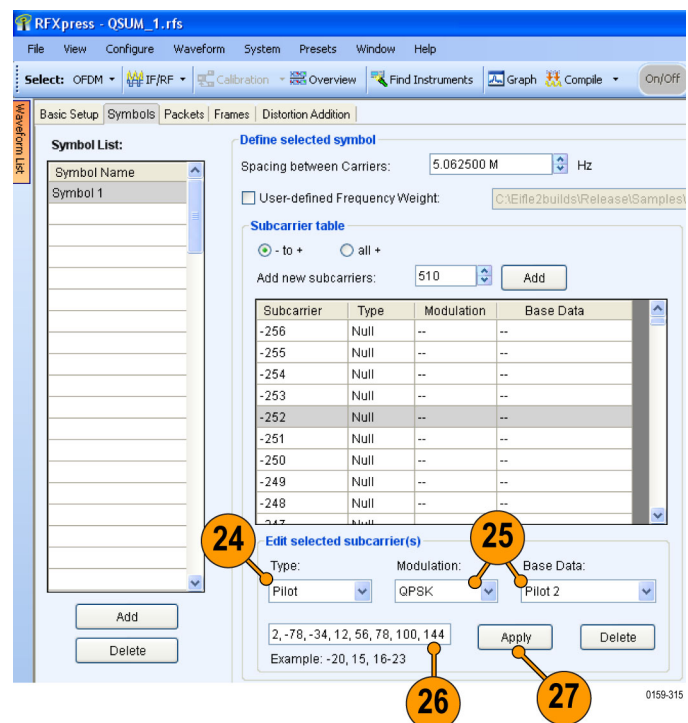 RFXpress - QSUM_1.rfs
File View Configure Waveform System Presets Window Help
Select: OFDM IF/RF Calibration Overview Find Instruments Graph Compile On/Off
Waveform List
Basic Setup Symbols Packets Frames Distortion Addition
Symbol List:
Symbol Name
Symbol 1
Add
Delete
Define selected symbol
Spacing between Carriers: 5.062500 M Hz
User-defined Frequency Weight: C:\Eifle2builds\Release\Samples\
Subcarrier table
- to + all +
Add new subcarriers: 510 Add
Subcarrier Type Modulation Base Data
-256 Null -- --
-255 Null -- --
-254 Null -- --
-253 Null -- --
-252 Null -- --
-251 Null -- --
-250 Null -- --
-249 Null -- --
-248 Null -- --
-247 Null
24
25
Edit selected subcarrier(s)
Type: Modulation: Base Data:
Pilot QPSK Pilot 2
2, -78, -34, 12, 56, 78, 100, 144 Apply Delete
Example: -20, 15, 16-23
26
27
0159-315